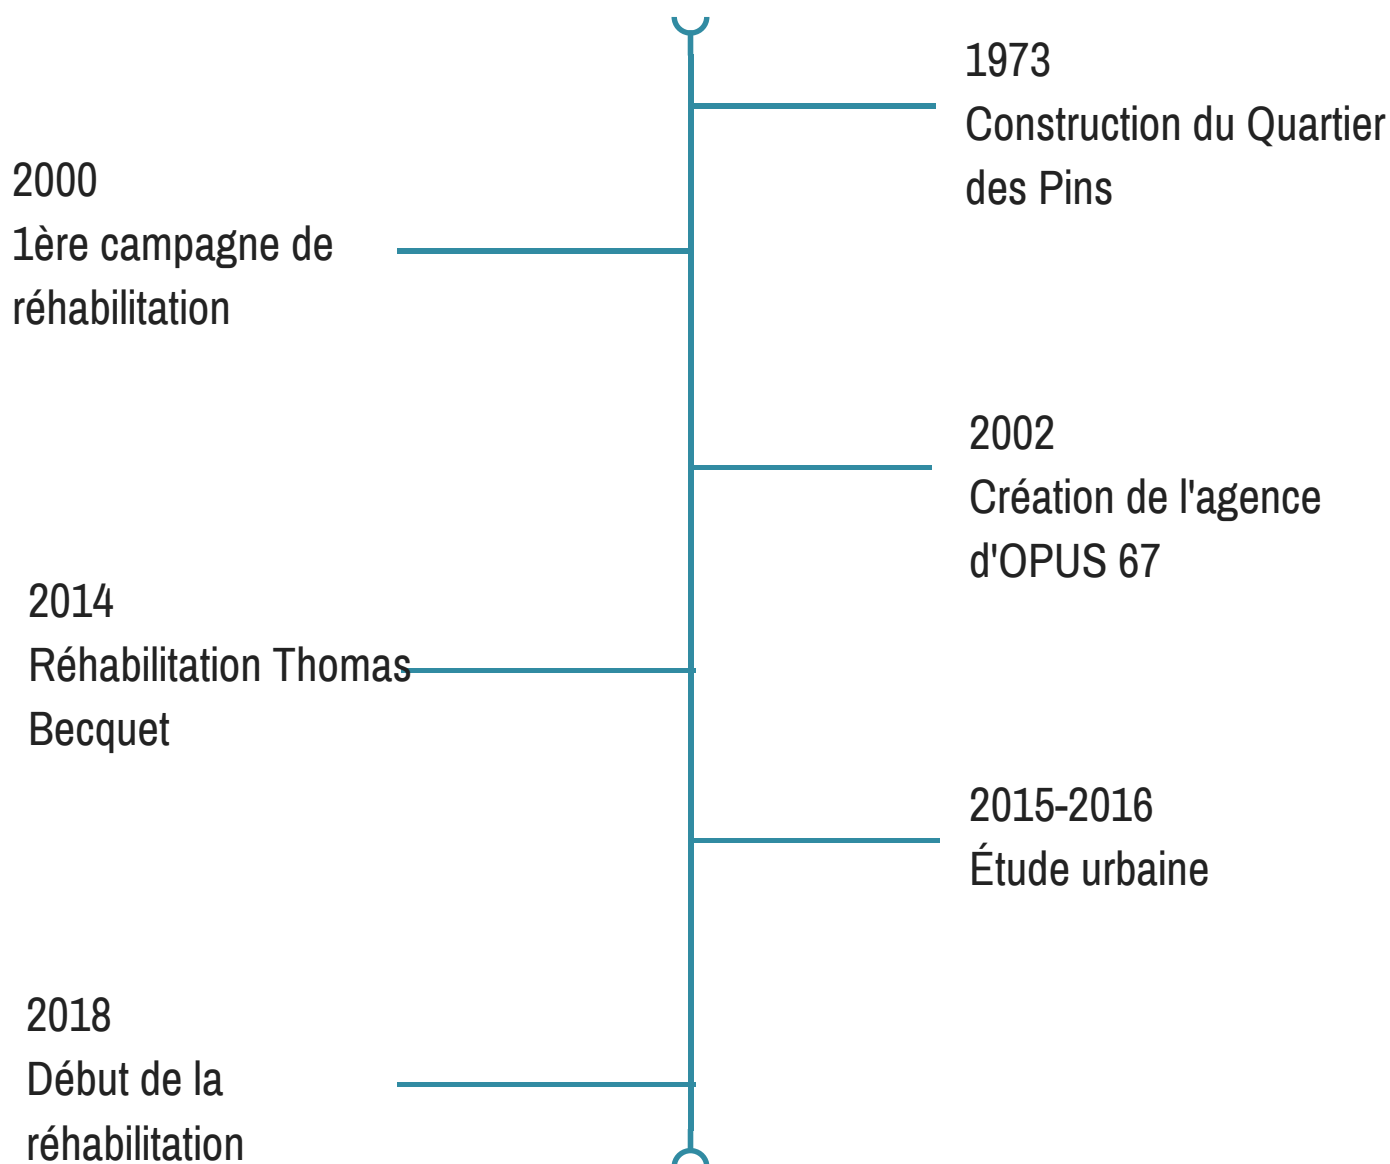 1973
Construction du Quartier
des Pins
2000
1ère campagne de
réhabilitation
2002
Création de l'agence
d'OPUS 67
2014
Réhabilitation Thomas
Becquet
2015-2016
Étude urbaine
2018
Début de la
réhabilitation